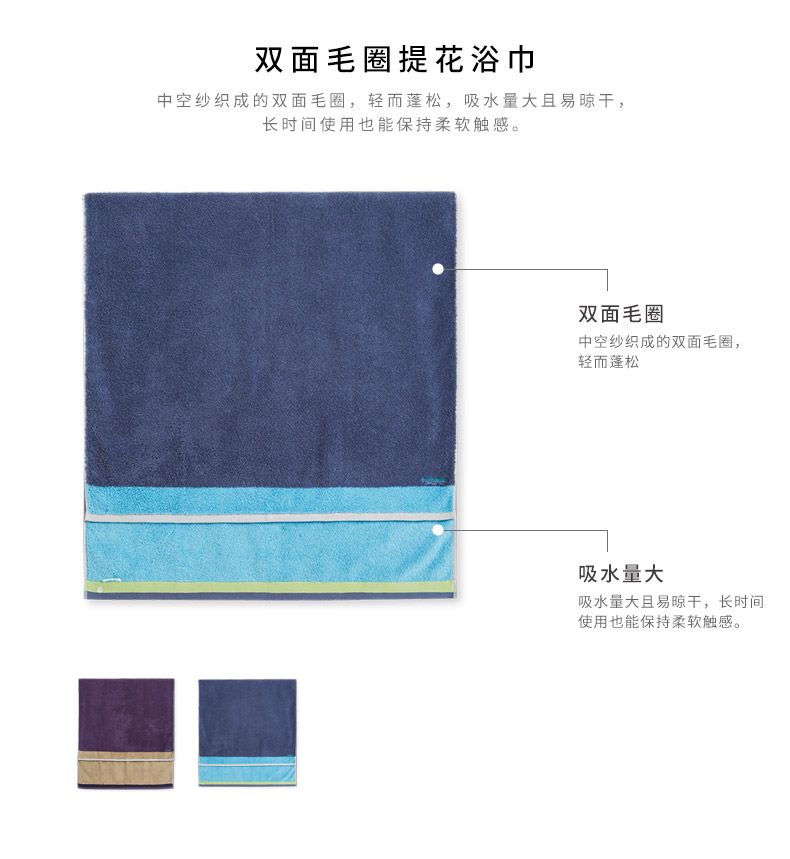 双面毛圈提花浴巾
中空纱织成的双面毛圈，轻而蓬松，吸水量大且易晾干，
长时间使用也能保持柔软触感。
双面毛圈
中空纱织成的双面毛圈，
轻而蓬松
吸水量大
吸水量大且易晾干，长时间
使用也能保持柔软触感。